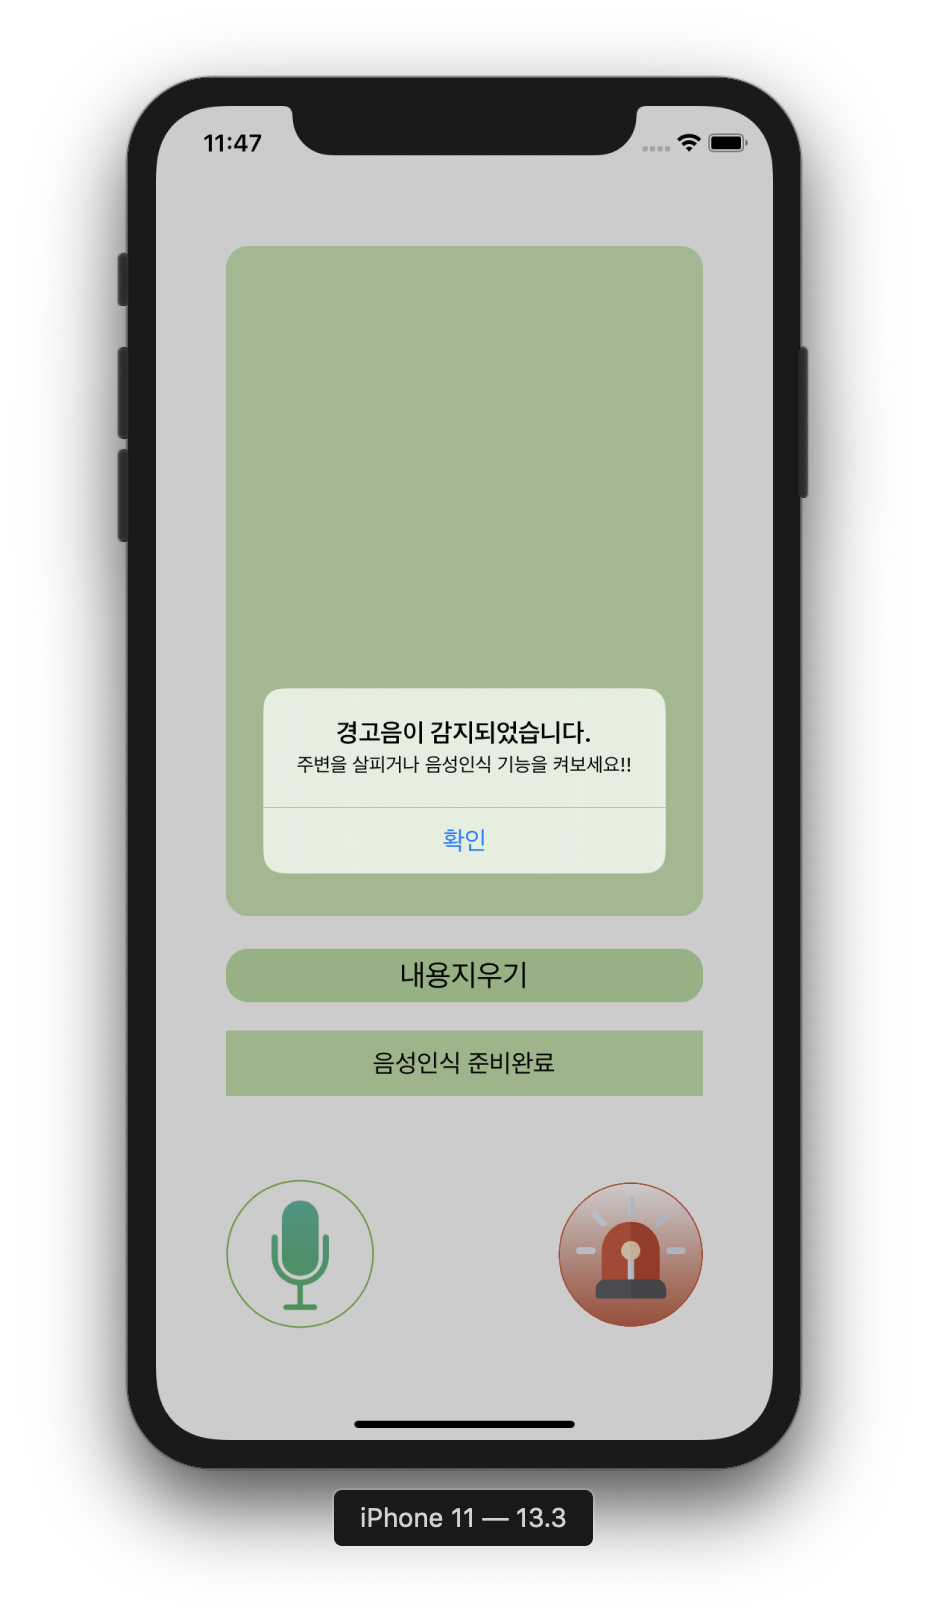 11:47
경고음이 감지되었습니다.
주변을 살피거나 음성인식 기능을 켜보세요!!
확인
내용지우기
음성인식 준비완료
iPhone 11 — 13.3